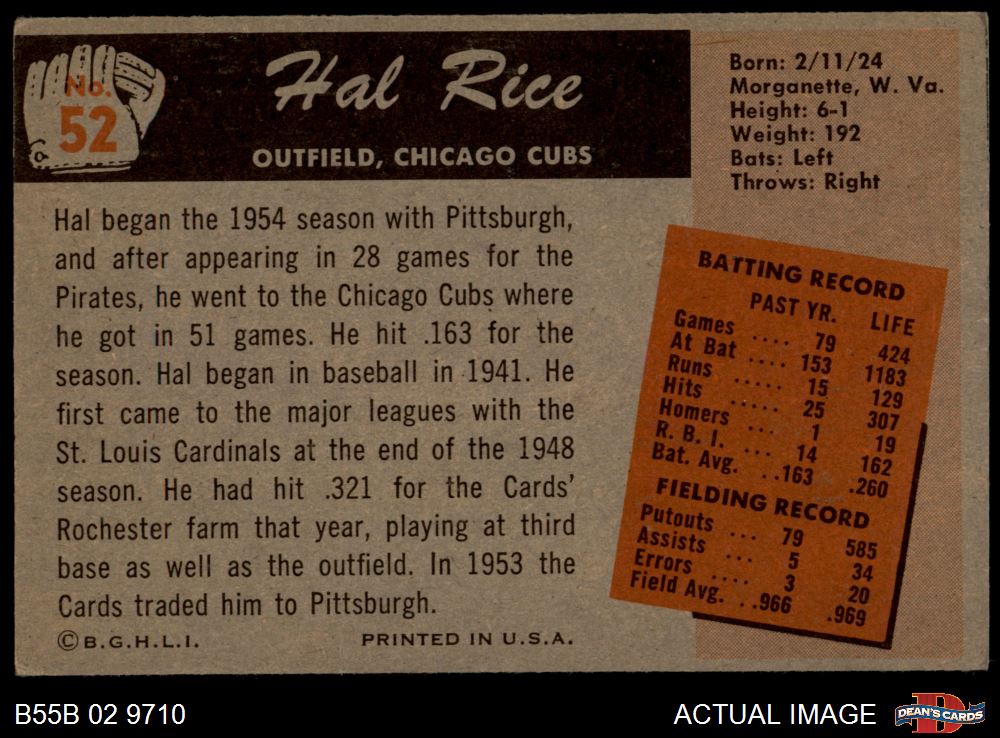 No.
52
Hal Rice
OUTFIELD, CHICAGO CUBS
Born: 2/11/24
Morganette, W. Va.
Height: 6-1
Weight: 192
Bats: Left
Throws: Right
Hal began the 1954 season with Pittsburgh,
and after appearing in 28 games for the
Pirates, he went to the Chicago Cubs where
he got in 51 games. He hit .163 for the
season. Hal began in baseball in 1941. He
first came to the major leagues with the
St. Louis Cardinals at the end of the 1948
season. He had hit .321 for the Cards'
Rochester farm that year, playing at third
base as well as the outfield. In 1953 the
Cards traded him to Pittsburgh.
©B.G.H.L.I. PRINTED IN U.S.A.
BATTING RECORD
PAST YR. LIFE
Games .... 79 424
At Bat .... 153 1183
Runs ..... 15 129
Hits ..... 25 307
Homers ... 1 19
R. B. I. ... 14 162
Bat. Avg. ..163 .260
FIELDING RECORD
Putouts ... 79 585
Assists ... 5 34
Errors .... 3 20
Field Avg. ..966 .969
B55B 02 9710
ACTUAL IMAGE
D
DEAN'S CARDS